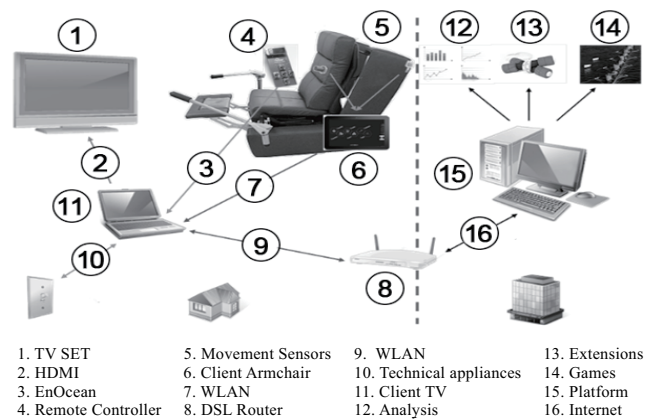 1 4 5 12 13 14
2 3 7 6 15
11 9 16
10 8
1. TV SET
2. HDMI
3. EnOcean
4. Remote Controller
5. Movement Sensors
6. Client Armchair
7. WLAN
8. DSL Router
9. WLAN
10. Technical appliances
11. Client TV
12. Analysis
13. Extensions
14. Games
15. Platform
16. Internet